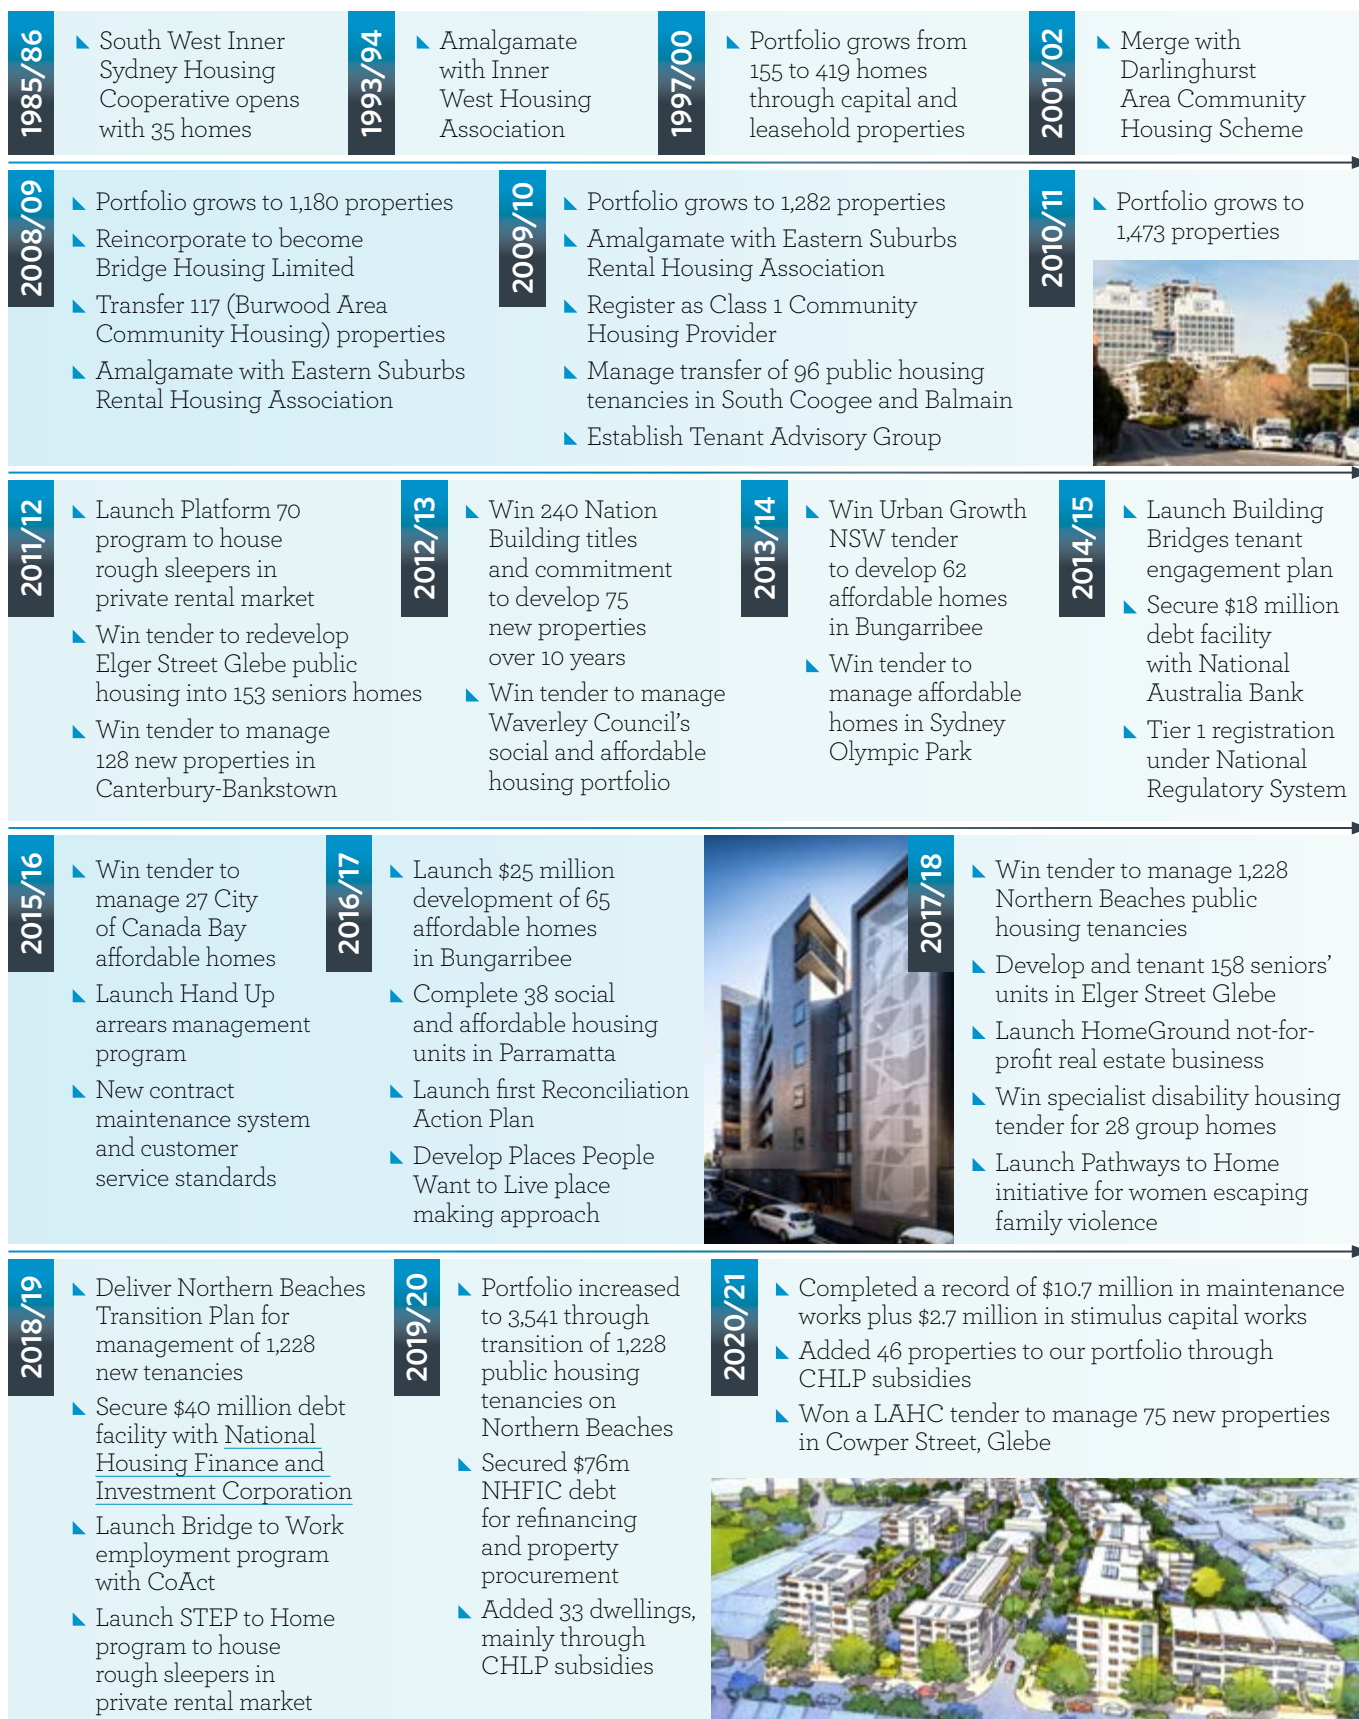 1985/86
South West Inner
Sydney Housing
Cooperative opens
with 35 homes
1993/94
Amalgamate
with Inner
West Housing
Association
1997/00
Portfolio grows from
155 to 419 homes
through capital and
leasehold properties
2001/02
Merge with
Darlinghurst
Area Community
Housing Scheme
2008/09
Portfolio grows to 1,180 properties
Reincorporate to become
Bridge Housing Limited
Transfer 117 (Burwood Area
Community Housing) properties
Amalgamate with Eastern Suburbs
Rental Housing Association
2009/10
Portfolio grows to 1,282 properties
Amalgamate with Eastern Suburbs
Rental Housing Association
Register as Class 1 Community
Housing Provider
Manage transfer of 96 public housing
tenancies in South Coogee and Balmain
Establish Tenant Advisory Group
2010/11
Portfolio grows to
1,473 properties
2011/12
Launch Platform 70
program to house
rough sleepers in
private rental market
Win tender to redevelop
Elger Street Glebe public
housing into 153 seniors homes
Win tender to manage
128 new properties in
Canterbury-Bankstown
2012/13
Win 240 Nation
Building titles
and commitment
to develop 75
new properties
over 10 years
Win tender to manage
Waverley Council's
social and affordable
housing portfolio
2013/14
Win Urban Growth
NSW tender
to develop 62
affordable homes
in Bungarribee
Win tender to
manage affordable
homes in Sydney
Olympic Park
2014/15
Launch Building
Bridges tenant
engagement plan
Secure $18 million
debt facility
with National
Australia Bank
Tier 1 registration
under National
Regulatory System
2015/16
Win tender to
manage 27 City
of Canada Bay
affordable homes
Launch Hand Up
arrears management
program
New contract
maintenance system
and customer
service standards
2016/17
Launch $25 million
development of 65
affordable homes
in Bungarribee
Complete 38 social
and affordable housing
units in Parramatta
Launch first Reconciliation
Action Plan
Develop Places People
Want to Live place
making approach
2017/18
Win tender to manage 1,228
Northern Beaches public
housing tenancies
Develop and tenant 158 seniors'
units in Elger Street Glebe
Launch HomeGround not-for-
profit real estate business
Win specialist disability housing
tender for 28 group homes
Launch Pathways to Home
initiative for women escaping
family violence
2018/19
Deliver Northern Beaches
Transition Plan for
management of 1,228
new tenancies
Secure $40 million debt
facility with National
Housing Finance and
Investment Corporation
Launch Bridge to Work
employment program
with CoAct
Launch STEP to Home
program to house
rough sleepers in
private rental market
2019/20
Portfolio increased
to 3,541 through
transition of 1,228
public housing
tenancies on
Northern Beaches
Secured $76m
NHFIC debt
for refinancing
and property
procurement
Added 33 dwellings,
mainly through
CHLP subsidies
2020/21
Completed a record of $10.7 million in maintenance
works plus $2.7 million in stimulus capital works
Added 46 properties to our portfolio through
CHLP subsidies
Won a LAHC tender to manage 75 new properties
in Cowper Street, Glebe